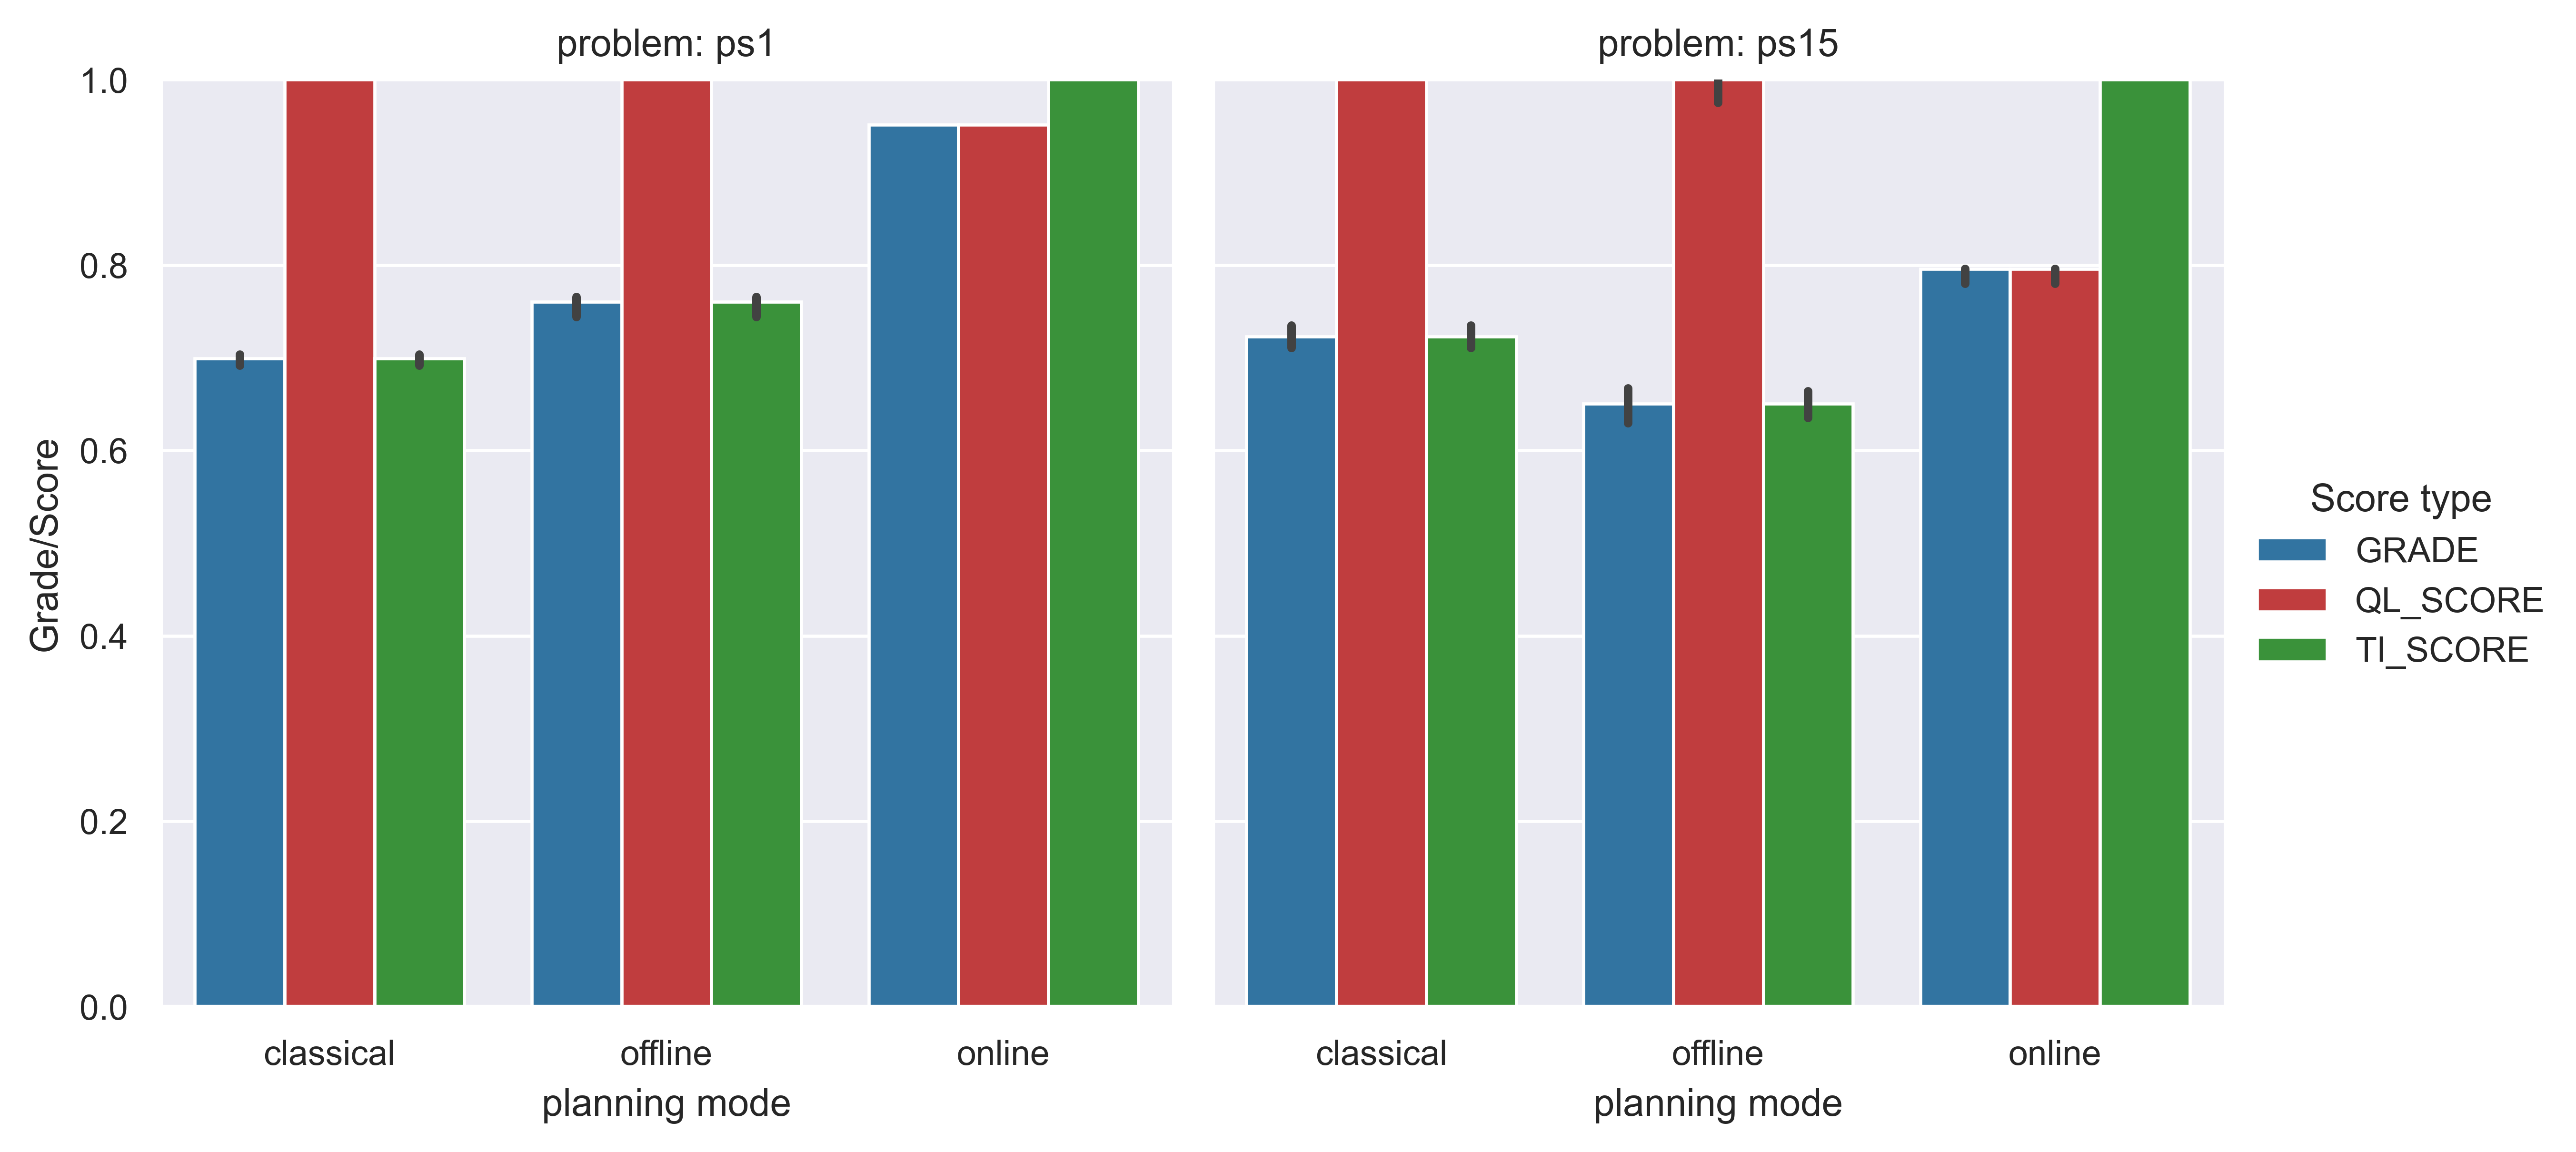 problem: ps1
problem: ps15
1.0
0.8
0.6
0.4
0.2
0.0
Grade/Score
classical offline online
planning mode
classical offline online
planning mode
Score type
GRADE
QL_SCORE
TI_SCORE